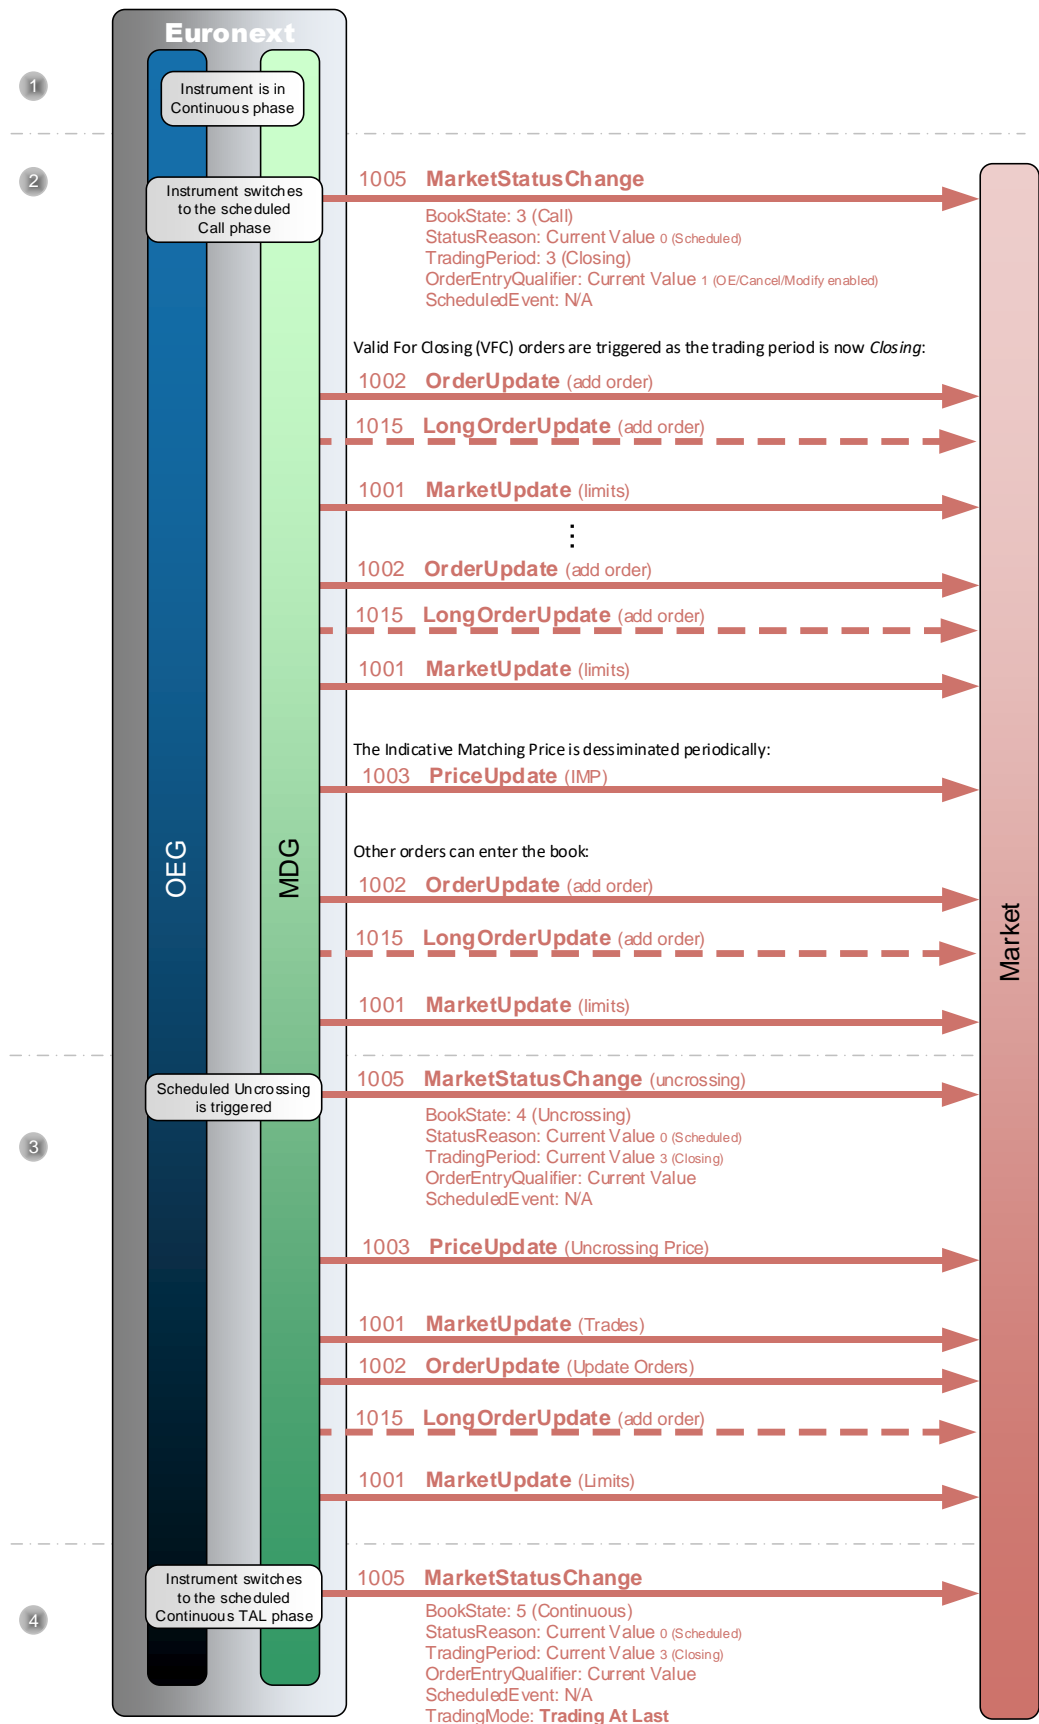 Euronext
1
Instrument is in
Continuous phase
2
Instrument switches
to the scheduled
Call phase
1005 MarketStatusChange
BookState: 3 (Call)
StatusReason: Current Value 0 (Scheduled)
TradingPeriod: 3 (Closing)
OrderEntryQualifier: Current Value 1 (OE/Cancel/Modify enabled)
ScheduledEvent: N/A
Valid For Closing (VFC) orders are triggered as the trading period is now Closing:
1002 OrderUpdate (add order)
1015 LongOrderUpdate (add order)
1001 MarketUpdate (limits)
⋮
1002 OrderUpdate (add order)
1015 LongOrderUpdate (add order)
1001 MarketUpdate (limits)
The Indicative Matching Price is dessiminated periodically:
1003 PriceUpdate (IMP)
OEG
MDG
Market
Other orders can enter the book:
1002 OrderUpdate (add order)
1015 LongOrderUpdate (add order)
1001 MarketUpdate (limits)
3
Scheduled Uncrossing
is triggered
1005 MarketStatusChange (uncrossing)
BookState: 4 (Uncrossing)
StatusReason: Current Value 0 (Scheduled)
TradingPeriod: Current Value 3 (Closing)
OrderEntryQualifier: Current Value
ScheduledEvent: N/A
1003 PriceUpdate (Uncrossing Price)
1001 MarketUpdate (Trades)
1002 OrderUpdate (Update Orders)
1015 LongOrderUpdate (add order)
1001 MarketUpdate (Limits)
4
Instrument switches
to the scheduled
Continuous TAL phase
1005 MarketStatusChange
BookState: 5 (Continuous)
StatusReason: Current Value 0 (Scheduled)
TradingPeriod: Current Value 3 (Closing)
OrderEntryQualifier: Current Value
ScheduledEvent: N/A
TradingMode: Trading At Last